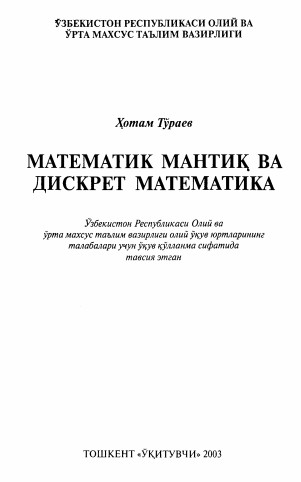 ЎЗБЕКИСТОН РЕСПУБЛИКАСИ ОЛИЙ ВА
ЎРТА МАХСУС ТАЪЛИМ ВАЗИРЛИГИ
Ҳотам Тўраев
МАТЕМАТИК МАНТИҚ ВА
ДИСКРЕТ МАТЕМАТИКА
Ўзбекистон Республикаси Олий ва
ўрта махсус таълим вазирлиги олий ўқув юртларининг
талабалари учун ўқув қўлланма сифатида
тавсия этган
ТОШКЕНТ «ЎҚИТУВЧИ» 2003